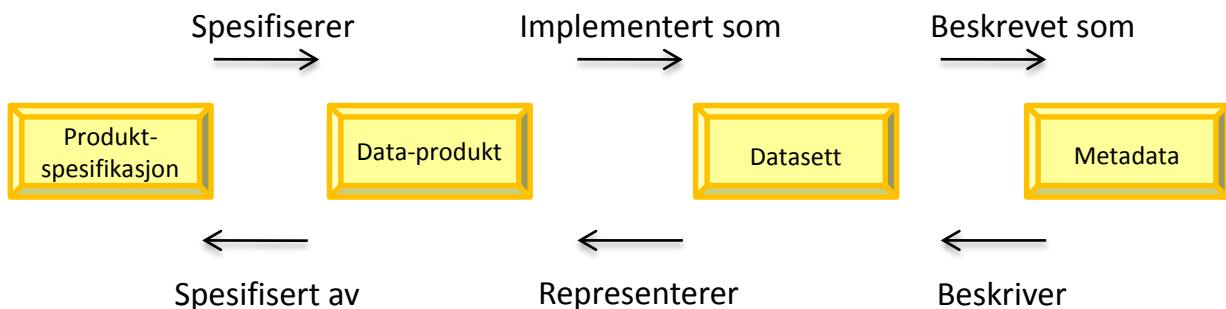 Spesifiserer
Implementert som
Beskrevet som
Produkt-
spesifikasjon
Data-produkt
Datasett
Metadata
Spesifisert av
Representerer
Beskriver